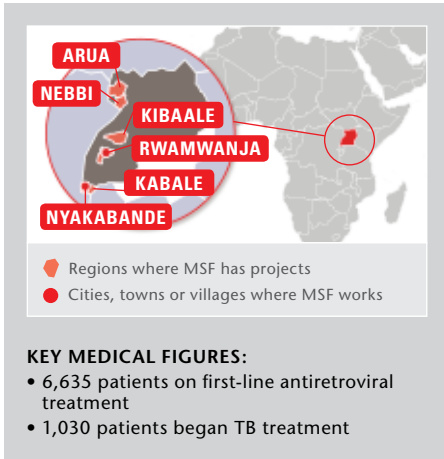 ARUA
NEBBI
KIBAALE
RWAMWANJA
KABALE
NYAKABANDE
Regions where MSF has projects
Cities, towns or villages where MSF works
KEY MEDICAL FIGURES:
• 6,635 patients on first-line antiretroviral
treatment
• 1,030 patients began TB treatment